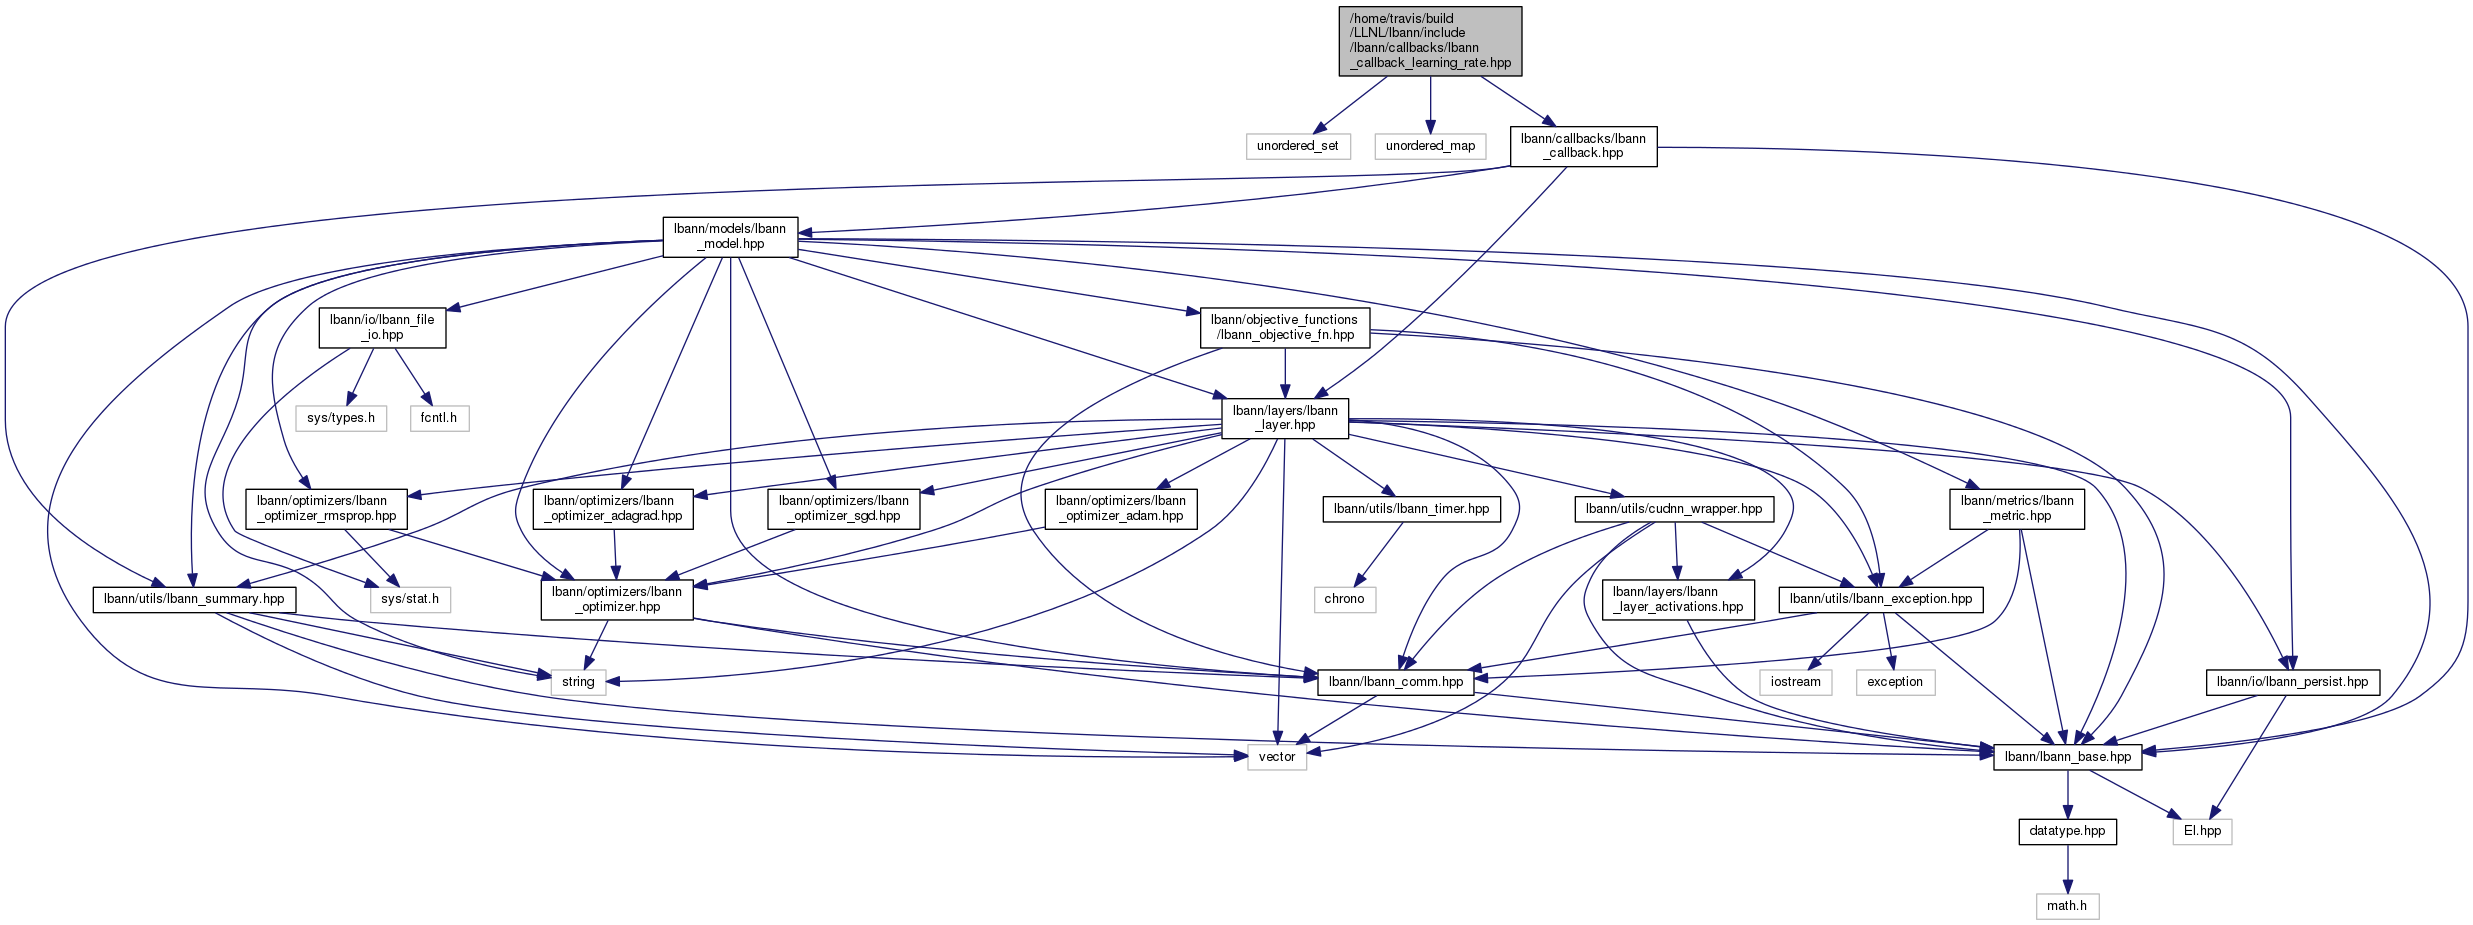 /home/travis/build
/LLNL/lbann/include
/lbann/callbacks/lbann
_callback_learning_rate.hpp
unordered_set
unordered_map
lbann/callbacks/lbann
_callback.hpp
lbann/models/lbann
_model.hpp
lbann/io/lbann_file
_io.hpp
lbann/objective_functions
/lbann_objective_fn.hpp
sys/types.h
fcntl.h
lbann/layers/lbann
_layer.hpp
lbann/optimizers/lbann
_optimizer_rmsprop.hpp
lbann/optimizers/lbann
_optimizer_adagrad.hpp
lbann/optimizers/lbann
_optimizer_sgd.hpp
lbann/optimizers/lbann
_optimizer_adam.hpp
lbann/utils/lbann_timer.hpp
lbann/utils/cudnn_wrapper.hpp
lbann/metrics/lbann
_metric.hpp
lbann/utils/lbann_summary.hpp
sys/stat.h
lbann/optimizers/lbann
_optimizer.hpp
chrono
lbann/layers/lbann
_layer_activations.hpp
lbann/utils/lbann_exception.hpp
string
lbann/lbann_comm.hpp
iostream
exception
lbann/io/lbann_persist.hpp
vector
lbann/lbann_base.hpp
datatype.hpp
El.hpp
math.h